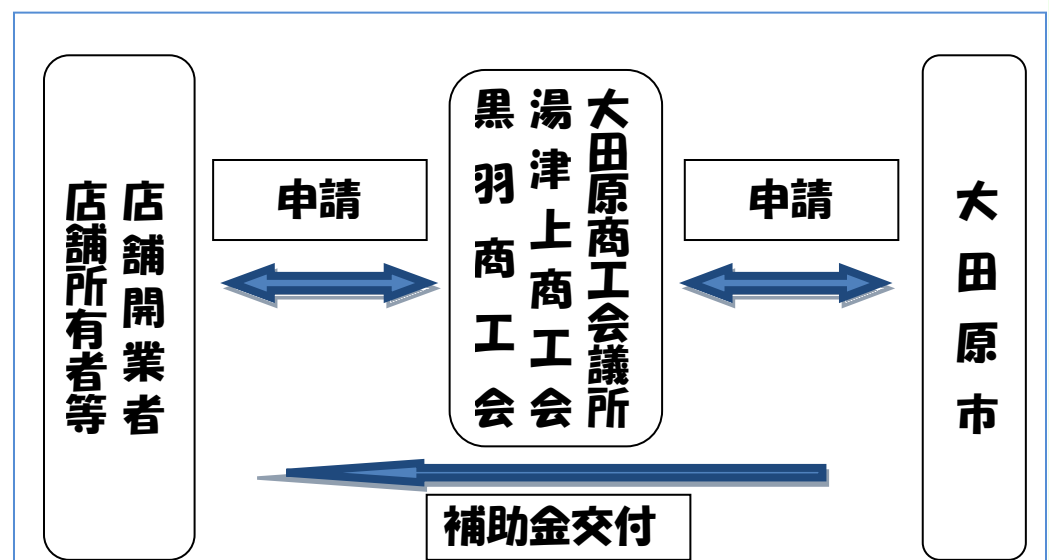 店舗開業者
店舗所有者等
申請
大田原商工会議所
湯津上商工会
黒羽商工会
申請
大田原市
補助金交付